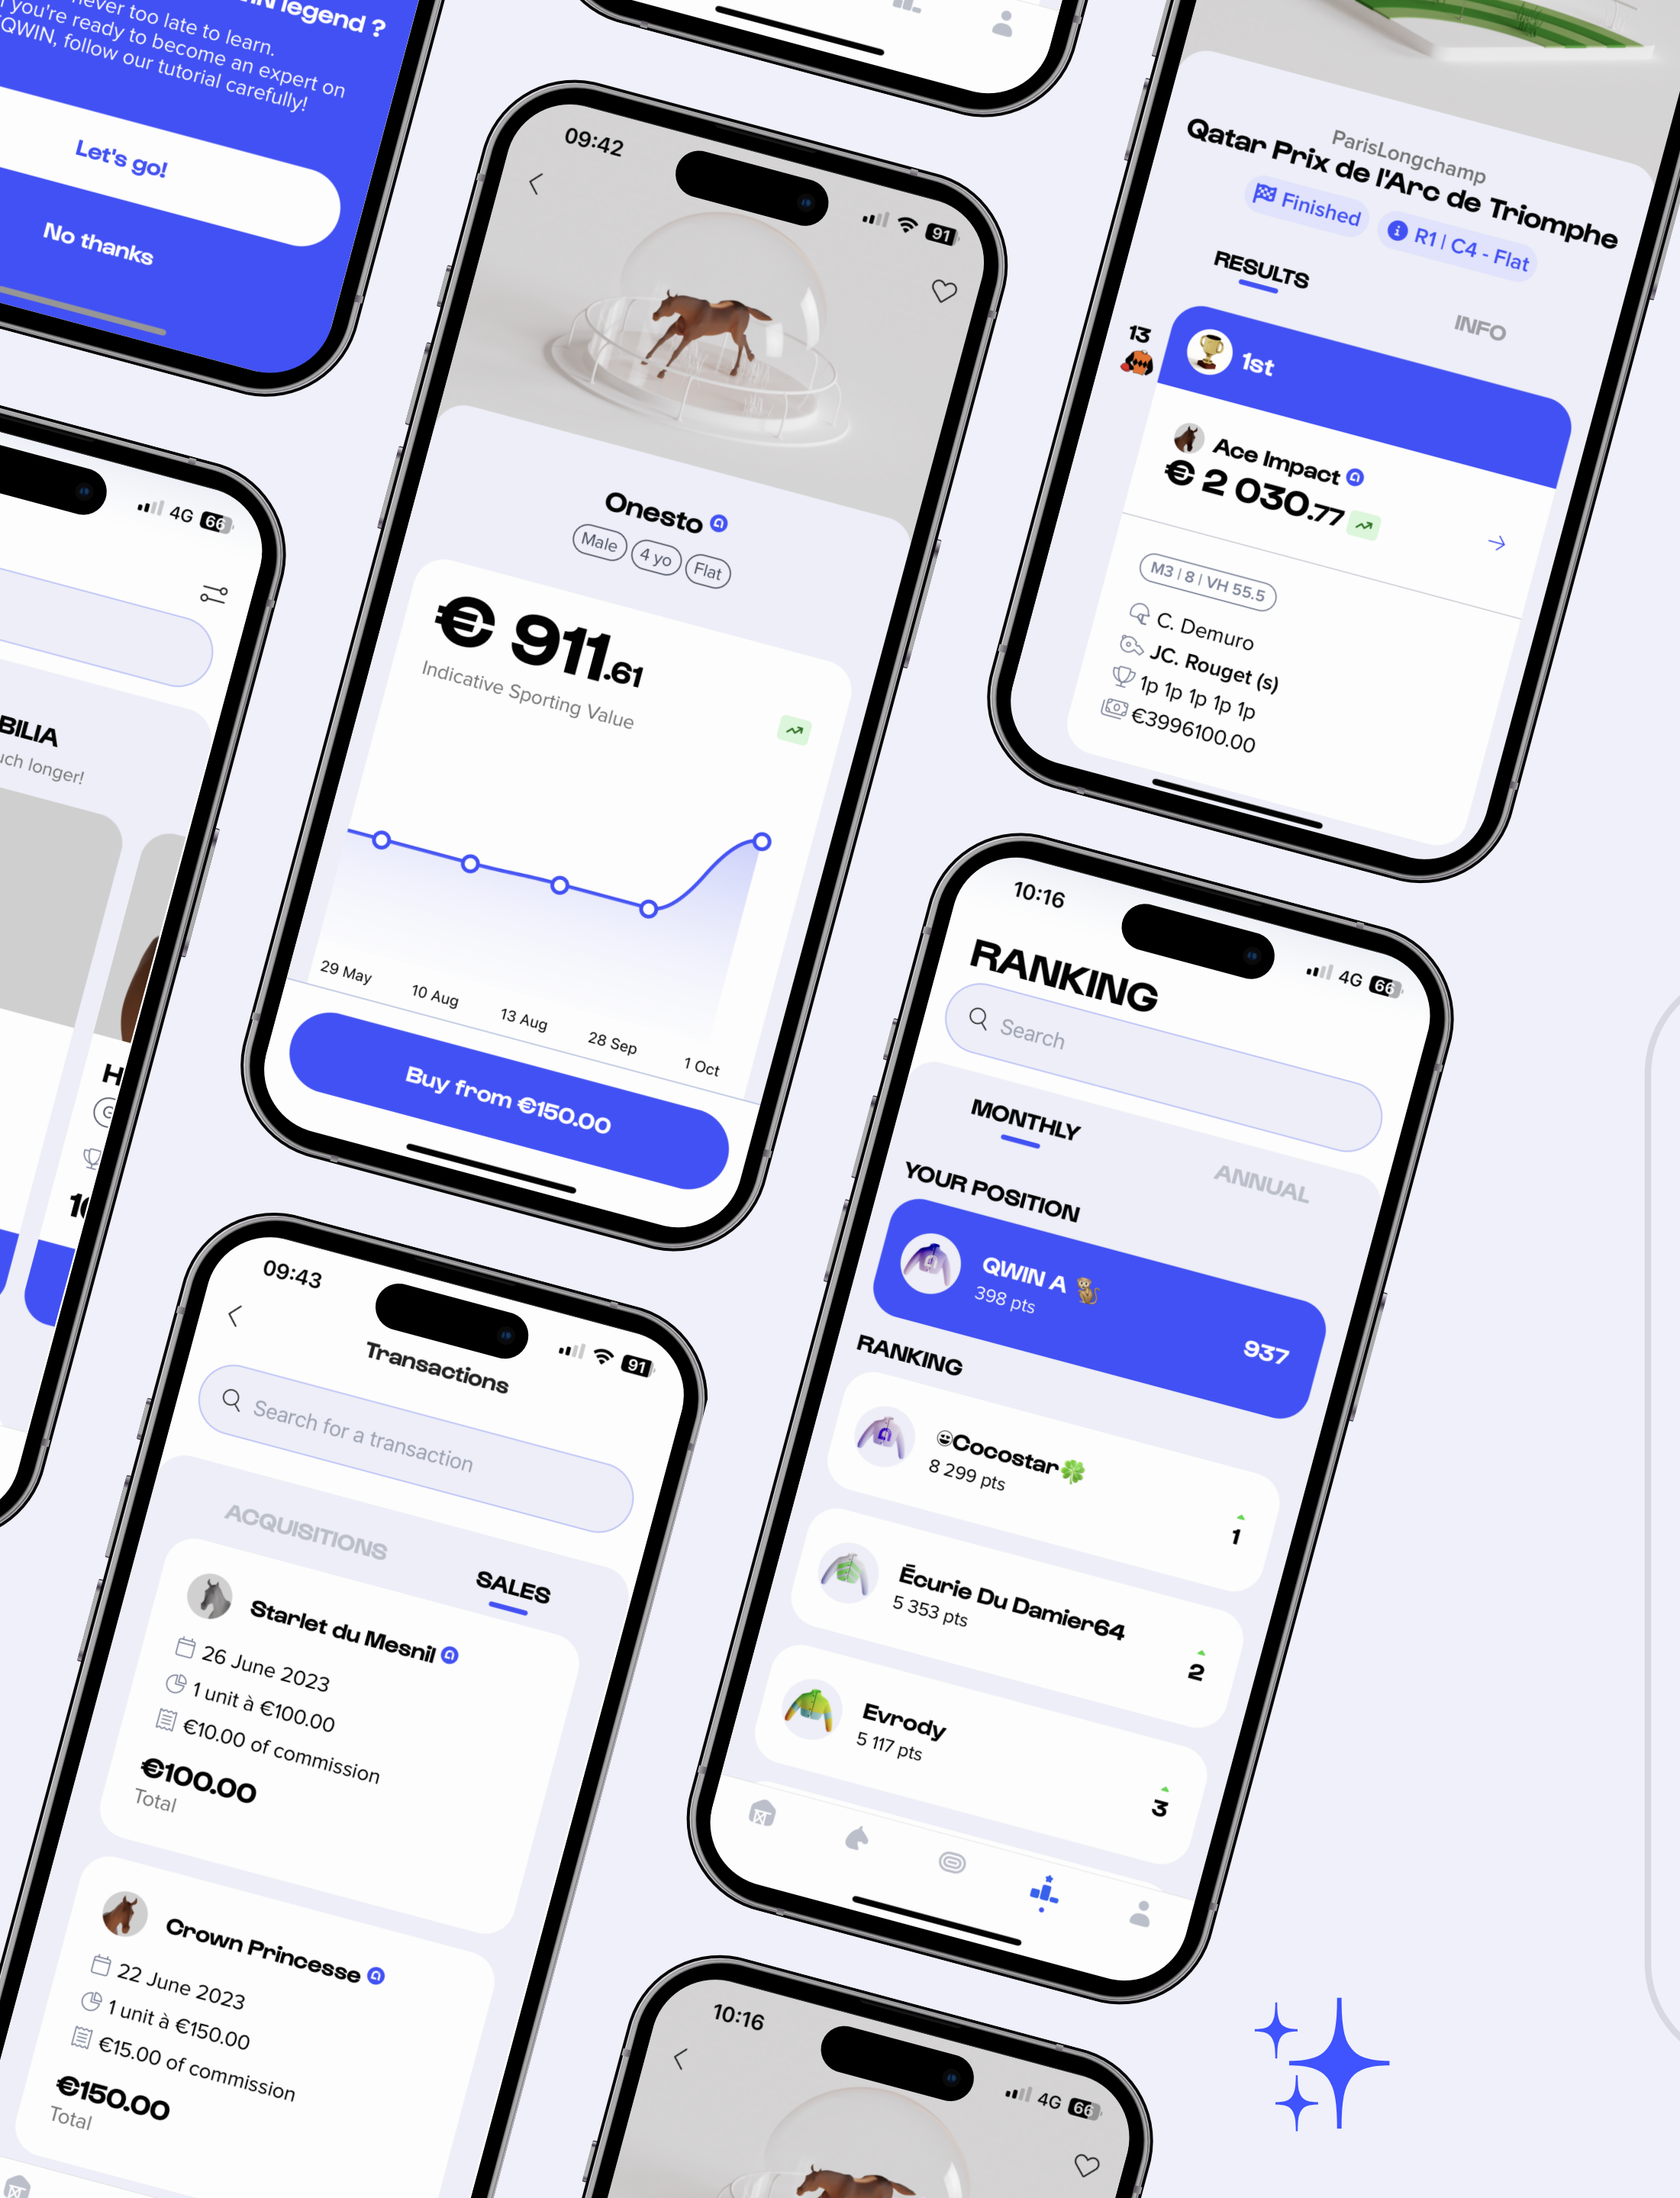 legend ?
never too late to learn.
you're ready to become an expert on
QWIN, follow our tutorial carefully!
Let's go!
No thanks
4G 66
BILIA
much longer!
H
09:42
91
Onesto
Male 4 yo Flat
€ 911.61
Indicative Sporting Value
29 May
10 Aug
13 Aug
28 Sep
1 Oct
Buy from €150.00
ParisLongchamp
Qatar Prix de l'Arc de Triomphe
Finished
R1 | C4 - Flat
RESULTS
INFO
13
1st
Ace Impact
€ 2 030.77
M3 | 8 | VH 55.5
C. Demuro
JC. Rouget (s)
1p 1p 1p 1p 1p
€3996100.00
10:16
4G 66
RANKING
Search
MONTHLY
ANNUAL
YOUR POSITION
QWIN A 🐒
398 pts
937
RANKING
😀Cocostar🍀
8 299 pts
1
Écurie Du Damier64
5 353 pts
2
Evrody
5 117 pts
3
09:43
91
Transactions
Search for a transaction
ACQUISITIONS
SALES
Starlet du Mesnil
26 June 2023
1 unit à €100.00
€10.00 of commission
€100.00
Total
Crown Princesse
22 June 2023
1 unit à €150.00
€15.00 of commission
€150.00
Total
10:16
4G 66